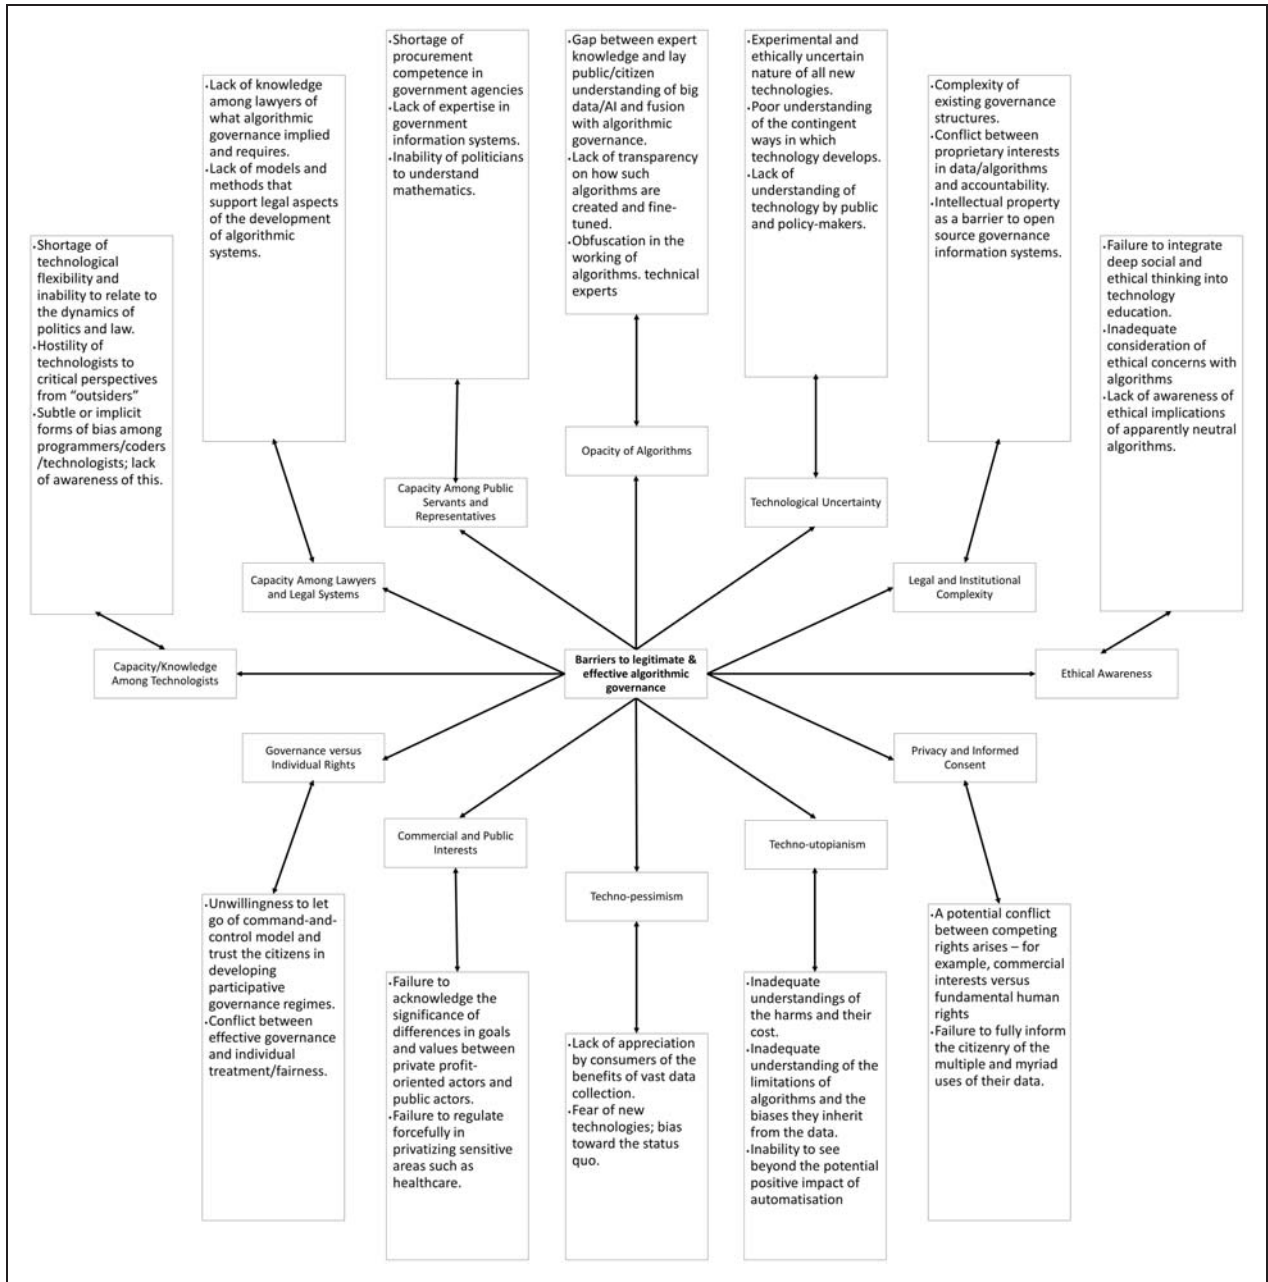 ·Shortage of
procurement
competence in
government agencies
·Lack of expertise in
government
information systems.
·Inability of politicians
to understand
mathematics.
·Gap between expert
knowledge and lay
public/citizen
understanding of big
data/AI and fusion
with algorithmic
governance.
·Lack of transparency
on how such
algorithms are
created and fine-
tuned.
·Obfuscation in the
working of
algorithms. technical
experts
·Experimental and
ethically uncertain
nature of all new
technologies.
·Poor understanding
of the contingent
ways in which
technology develops.
·Lack of
understanding of
technology by public
and policy-makers.
·Lack of knowledge
among lawyers of
what algorithmic
governance implied
and requires.
·Lack of models and
methods that
support legal aspects
of the development
of algorithmic
systems.
·Complexity of
existing governance
structures.
·Conflict between
proprietary interests
in data/algorithms
and accountability.
·Intellectual property
as a barrier to open
source governance
information systems.
·Shortage of
technological
flexibility and
inability to relate to
the dynamics of
politics and law.
·Hostility of
technologists to
critical perspectives
from “outsiders”
·Subtle or implicit
forms of bias among
programmers/coders
/technologists; lack
of awareness of this.
·Failure to integrate
deep social and
ethical thinking into
technology
education.
·Inadequate
consideration of
ethical concerns with
algorithms
·Lack of awareness of
ethical implications
of apparently neutral
algorithms.
Opacity of Algorithms
Capacity Among Public
Servants and
Representatives
Technological Uncertainty
Capacity Among Lawyers
and Legal Systems
Legal and Institutional
Complexity
Capacity/Knowledge
Among Technologists
Barriers to legitimate &
effective algorithmic
governance
Ethical Awareness
Governance versus
Individual Rights
Privacy and Informed
Consent
Commercial and Public
Interests
Techno-utopianism
Techno-pessimism
·Unwillingness to let
go of command-and-
control model and
trust the citizens in
developing
participative
governance regimes.
·Conflict between
effective governance
and individual
treatment/fairness.
·Failure to
acknowledge the
significance of
differences in goals
and values between
private profit-
oriented actors and
public actors.
·Failure to regulate
forcefully in
privatizing sensitive
areas such as
healthcare.
·Lack of appreciation
by consumers of the
benefits of vast data
collection.
·Fear of new
technologies; bias
toward the status
quo.
·Inadequate
understandings of
the harms and their
cost.
·Inadequate
understanding of the
limitations of
algorithms and the
biases they inherit
from the data.
·Inability to see
beyond the potential
positive impact of
automatisation
·A potential conflict
between competing
rights arises – for
example, commercial
interests versus
fundamental human
rights
·Failure to fully inform
the citizenry of the
multiple and myriad
uses of their data.